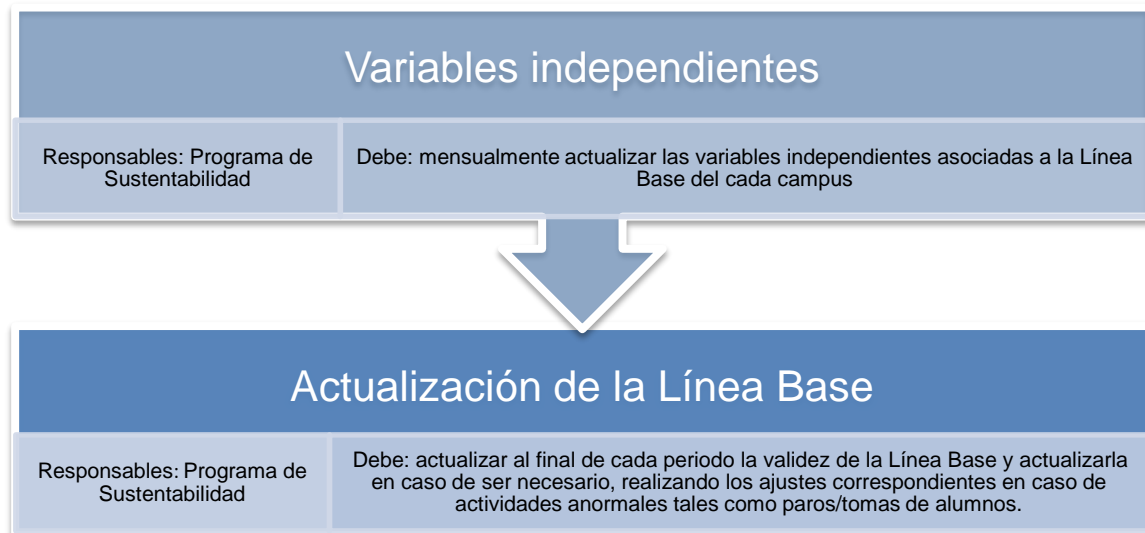 Variables independientes
Responsables: Programa de
Sustentabilidad
Debe: mensualmente actualizar las variables independientes asociadas a la Línea
Base del cada campus
Actualización de la Línea Base
Responsables: Programa de
Sustentabilidad
Debe: actualizar al final de cada periodo la validez de la Línea Base y actualizarla
en caso de ser necesario, realizando los ajustes correspondientes en caso de
actividades anormales tales como paros/tomas de alumnos.